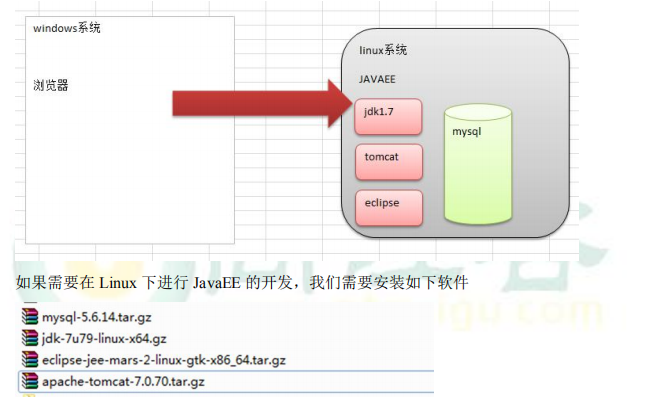 windows系统
浏览器
linux系统
JAVAEE
jdk1.7
tomcat
eclipse
mysql
如果需要在 Linux 下进行 JavaEE 的开发，我们需要安装如下软件
mysql-5.6.14.tar.gz
jdk-7u79-linux-x64.gz
eclipse-jee-mars-2-linux-gtk-x86_64.tar.gz
apache-tomcat-7.0.70.tar.gz